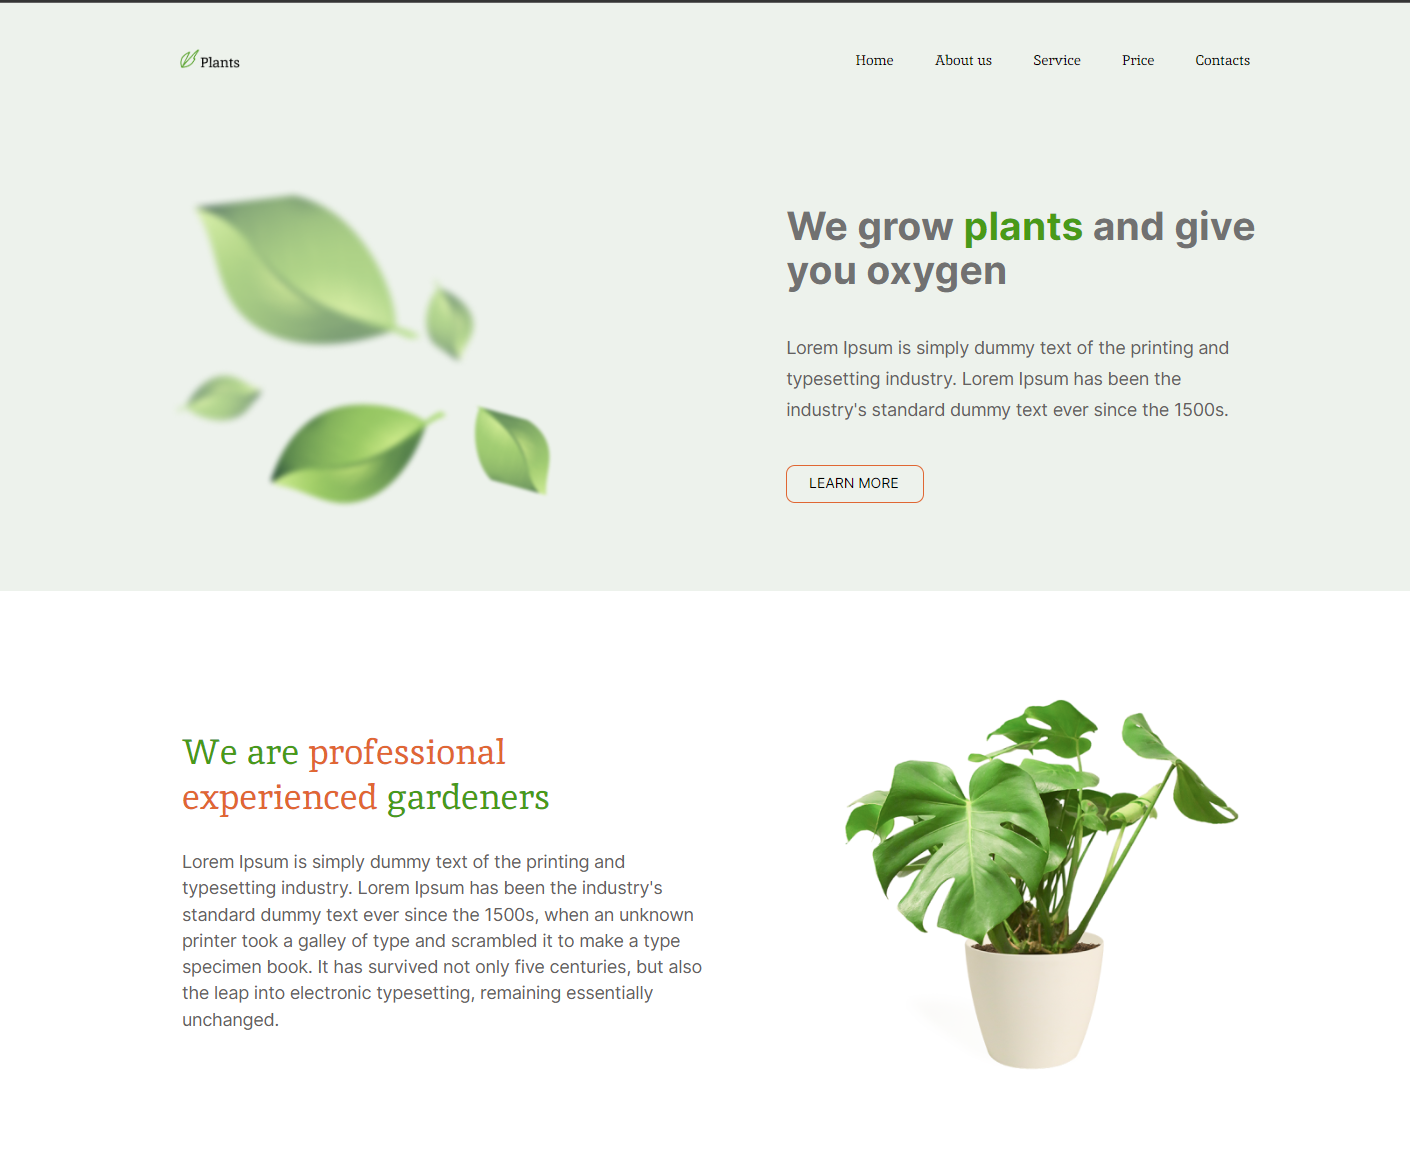 Plants
Home
About us
Service
Price
Contacts
We grow plants and give
you oxygen
Lorem Ipsum is simply dummy text of the printing and
typesetting industry. Lorem Ipsum has been the
industry's standard dummy text ever since the 1500s.
LEARN MORE
We are professional
experienced gardeners
Lorem Ipsum is simply dummy text of the printing and
typesetting industry. Lorem Ipsum has been the industry's
standard dummy text ever since the 1500s, when an unknown
printer took a galley of type and scrambled it to make a type
specimen book. It has survived not only five centuries, but also
the leap into electronic typesetting, remaining essentially
unchanged.